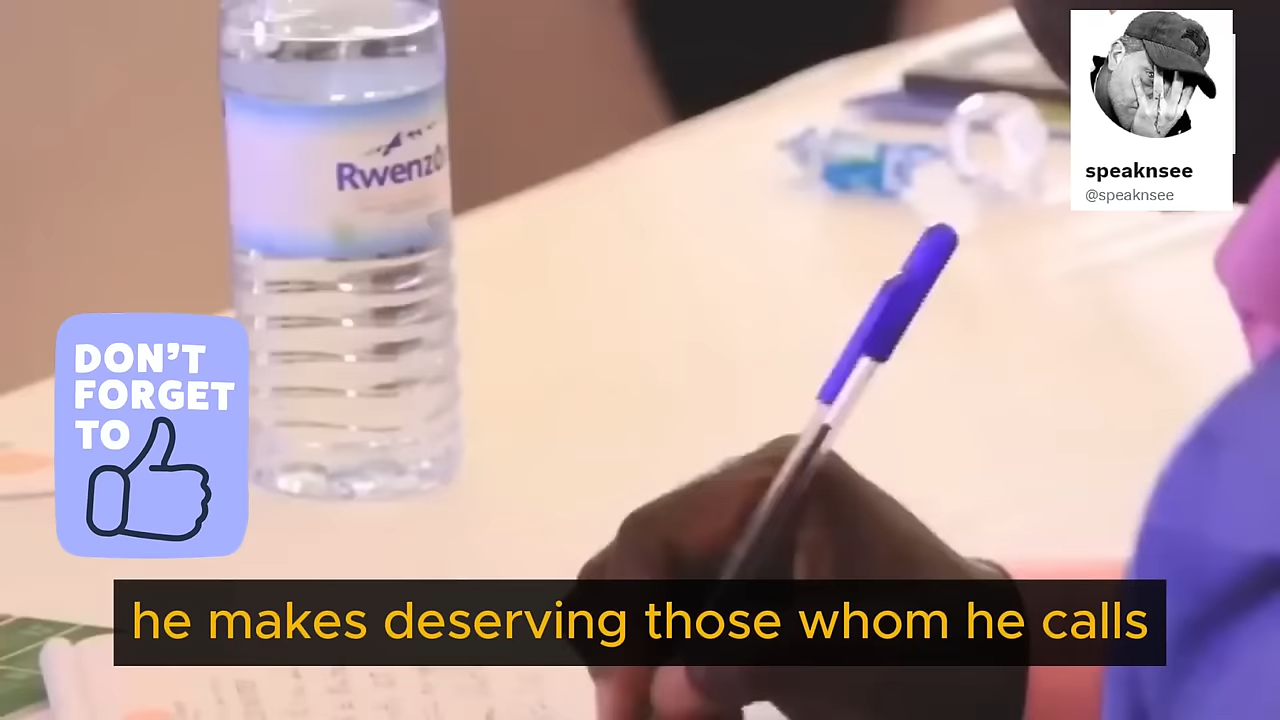 Rwenzo
speaknsee
@speaknsee
DON'T
FORGET
TO
he makes deserving those whom he calls